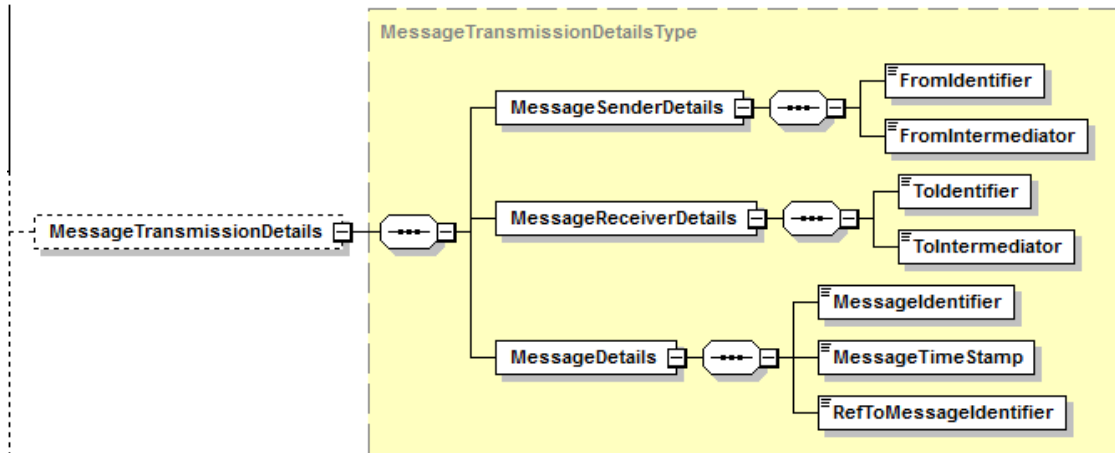 MessageTransmissionDetailsType
FromIdentifier
MessageSenderDetails
FromIntermediator
ToIdentifier
MessageReceiverDetails
MessageTransmissionDetails
ToIntermediator
MessageIdentifier
MessageDetails
MessageTimeStamp
RefToMessageIdentifier